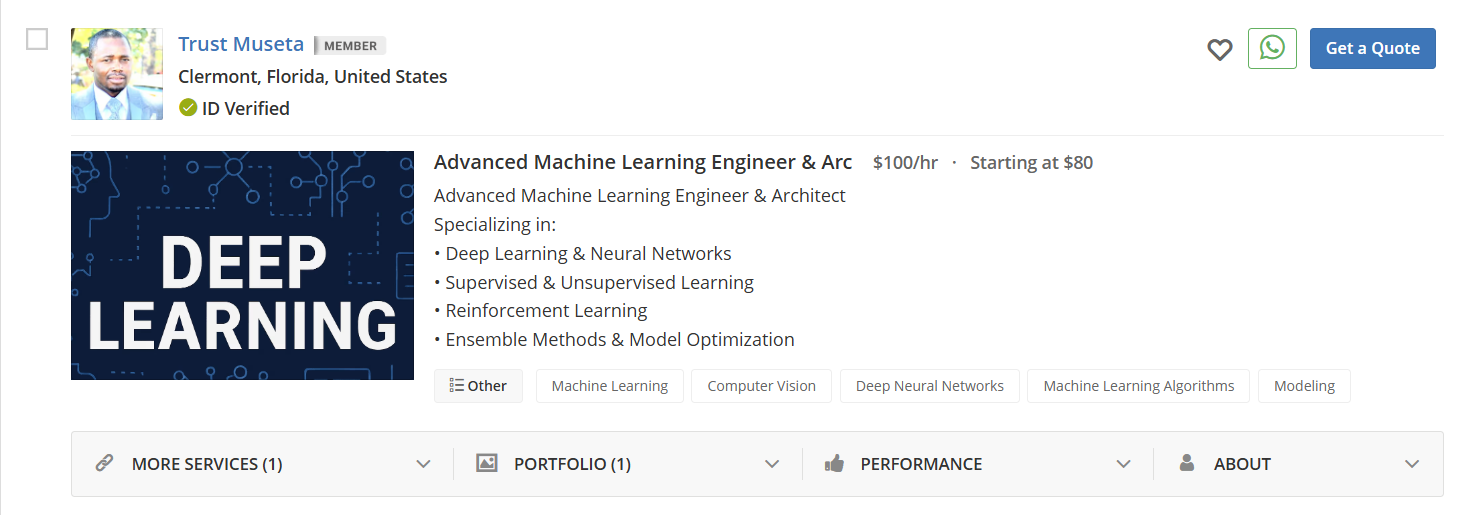 Trust Museta MEMBER
Clermont, Florida, United States
ID Verified
Get a Quote
DEEP
LEARNING
Advanced Machine Learning Engineer & Arc $100/hr · Starting at $80
Advanced Machine Learning Engineer & Architect
Specializing in:
• Deep Learning & Neural Networks
• Supervised & Unsupervised Learning
• Reinforcement Learning
• Ensemble Methods & Model Optimization
Other Machine Learning Computer Vision Deep Neural Networks Machine Learning Algorithms Modeling
MORE SERVICES (1) PORTFOLIO (1) PERFORMANCE ABOUT